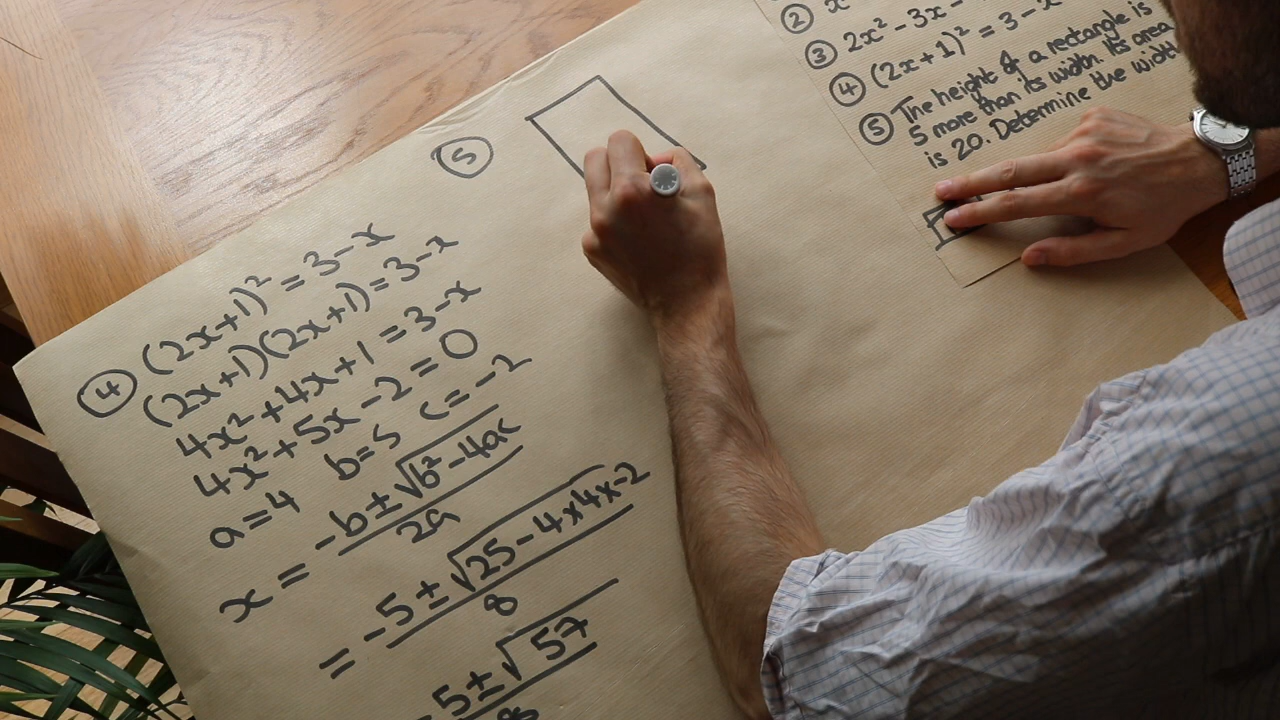 ② x
③ 2x² - 3x -
④ (2x+1)² = 3 - x
⑤ The height of a rectangle is
5 more than its width. Its area
is 20. Determine the width
⑤
④ (2x+1)² = 3-x
(2x+1)(2x+1) = 3-x
4x²+4x+1 = 3-x
4x²+5x-2 = 0
a=4 b=5 c=-2
x = -b±√b²-4ac
2a
= -5±√25-4x4x-2
8
5±√57
8